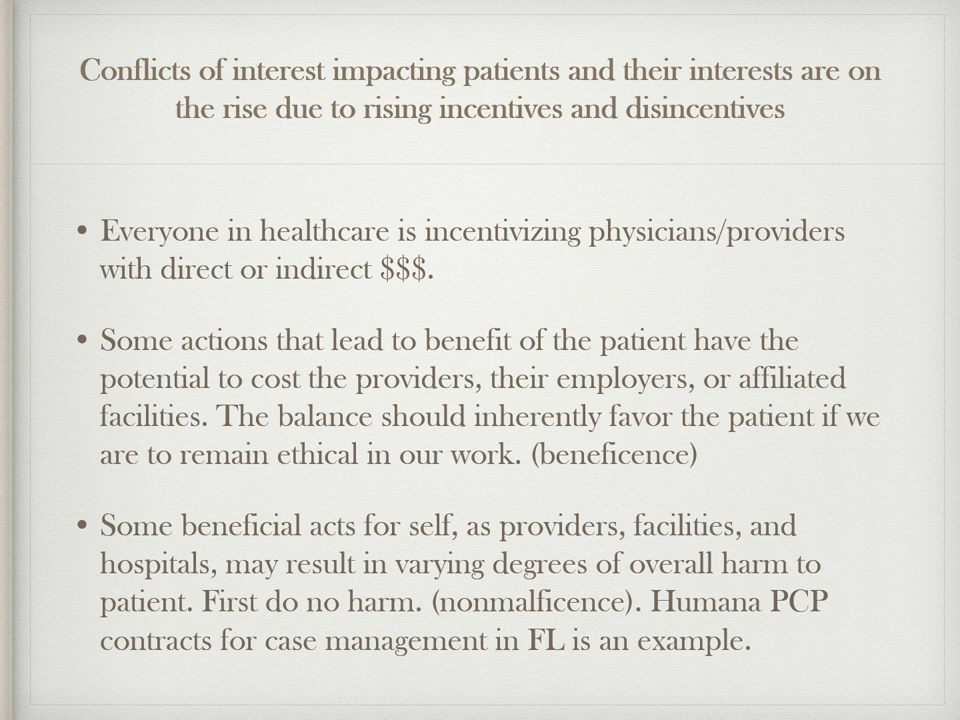 Conflicts of interest impacting patients and their interests are on
the rise due to rising incentives and disincentives
• Everyone in healthcare is incentivizing physicians/providers
with direct or indirect $$$.
• Some actions that lead to benefit of the patient have the
potential to cost the providers, their employers, or affiliated
facilities. The balance should inherently favor the patient if we
are to remain ethical in our work. (beneficence)
• Some beneficial acts for self, as providers, facilities, and
hospitals, may result in varying degrees of overall harm to
patient. First do no harm. (nonmalficence). Humana PCP
contracts for case management in FL is an example.